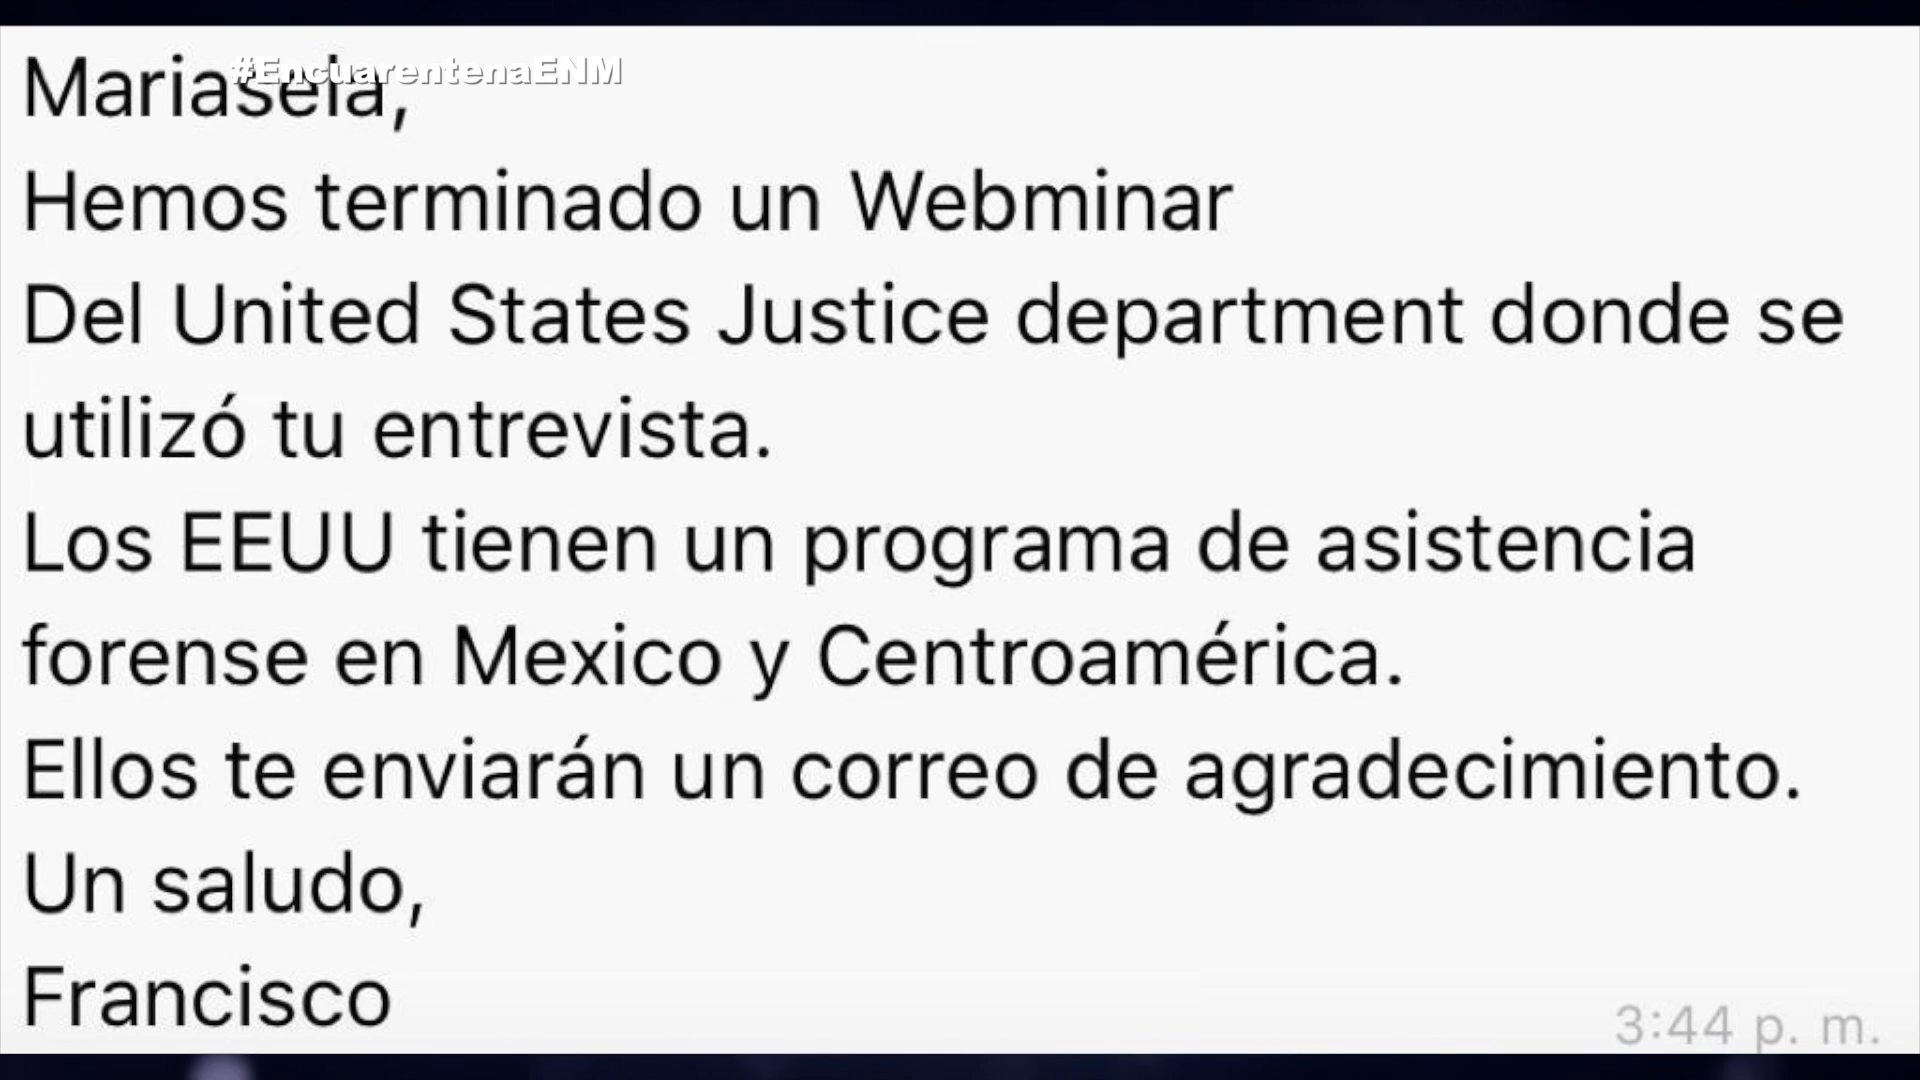 #EncuarentenaENM
Mariasela,
Hemos terminado un Webminar
Del United States Justice department donde se
utilizó tu entrevista.
Los EEUU tienen un programa de asistencia
forense en Mexico y Centroamérica.
Ellos te enviarán un correo de agradecimiento.
Un saludo,
Francisco
3:44 p. m.